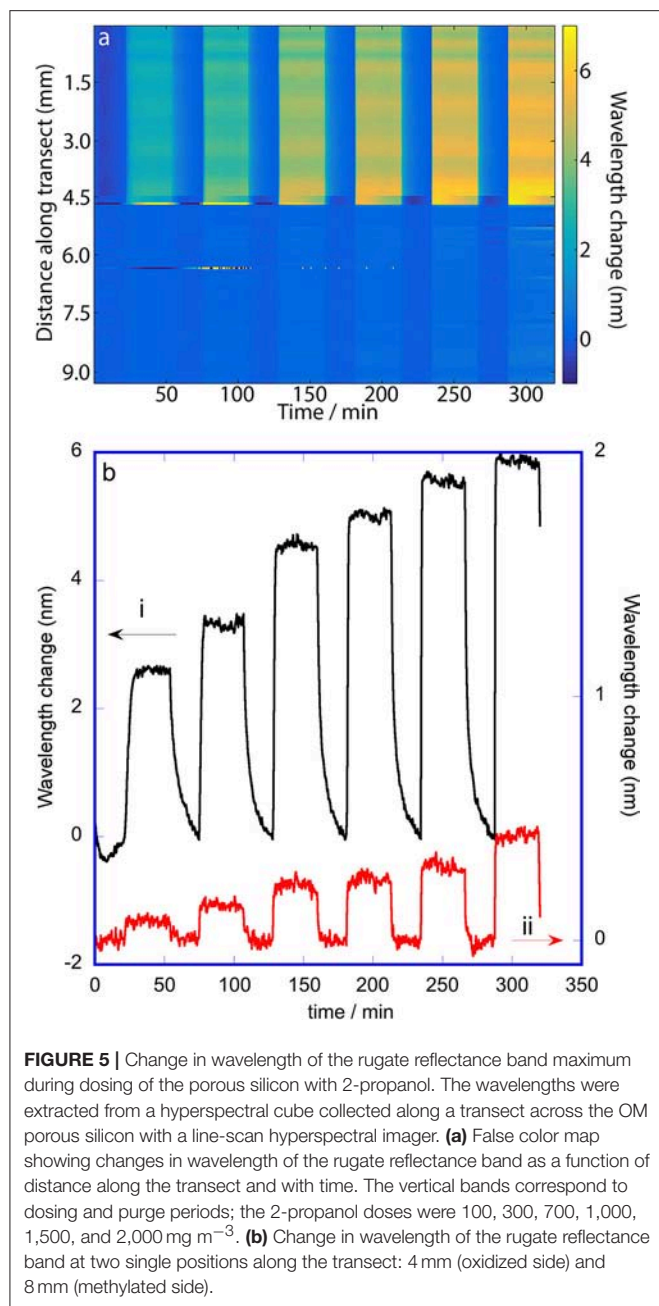 a
1.5
3.0
4.5
6.0
7.5
9.0
Distance along transect (mm)
50
100
150
200
250
300
Time / min
6
4
2
0
Wavelength change (nm)
b
i
ii
6
4
2
0
-2
Wavelength change (nm)
2
1
0
Wavelength change (nm)
0
50
100
150
200
250
300
350
time / min
FIGURE 5 | Change in wavelength of the rugate reflectance band maximum
during dosing of the porous silicon with 2-propanol. The wavelengths were
extracted from a hyperspectral cube collected along a transect across the OM
porous silicon with a line-scan hyperspectral imager. (a) False color map
showing changes in wavelength of the rugate reflectance band as a function of
distance along the transect and with time. The vertical bands correspond to
dosing and purge periods; the 2-propanol doses were 100, 300, 700, 1,000,
1,500, and 2,000 mg m⁻³. (b) Change in wavelength of the rugate reflectance
band at two single positions along the transect: 4 mm (oxidized side) and
8 mm (methylated side).